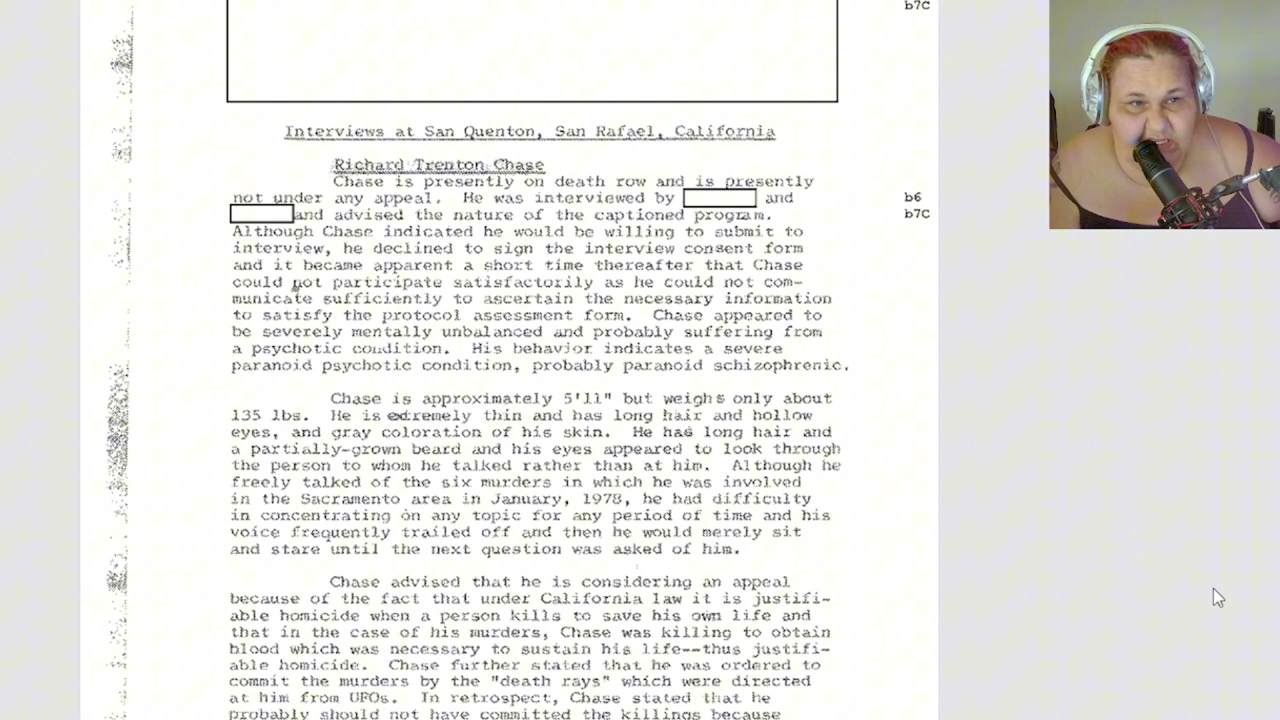 b7C
Interviews at San Quenton, San Rafael, California
Richard Trenton Chase
Chase is presently on death row and is presently
not under any appeal. He was interviewed by and
b6
and advised the nature of the captioned program.
b7C
Although Chase indicated he would be willing to submit to
interview, he declined to sign the interview consent form
and it became apparent a short time thereafter that Chase
could not participate satisfactorily as he could not com-
municate sufficiently to ascertain the necessary information
to satisfy the protocol assessment form. Chase appeared to
be severely mentally unbalanced and probably suffering from
a psychotic condition. His behavior indicates a severe
paranoid psychotic condition, probably paranoid schizophrenic.
Chase is approximately 5'11" but weighs only about
135 lbs. He is extremely thin and has long hair and hollow
eyes, and gray coloration of his skin. He has long hair and
a partially-grown beard and his eyes appeared to look through
the person to whom he talked rather than at him. Although he
freely talked of the six murders in which he was involved
in the Sacramento area in January, 1978, he had difficulty
in concentrating on any topic for any period of time and his
voice frequently trailed off and then he would merely sit
and stare until the next question was asked of him.
Chase advised that he is considering an appeal
because of the fact that under California law it is justifi-
able homicide when a person kills to save his own life and
that in the case of his murders, Chase was killing to obtain
blood which was necessary to sustain his life--thus justifi-
able homicide. Chase further stated that he was ordered to
commit the murders by the "death rays" which were directed
at him from UFOs. In retrospect, Chase stated that he
probably should not have committed the killings because